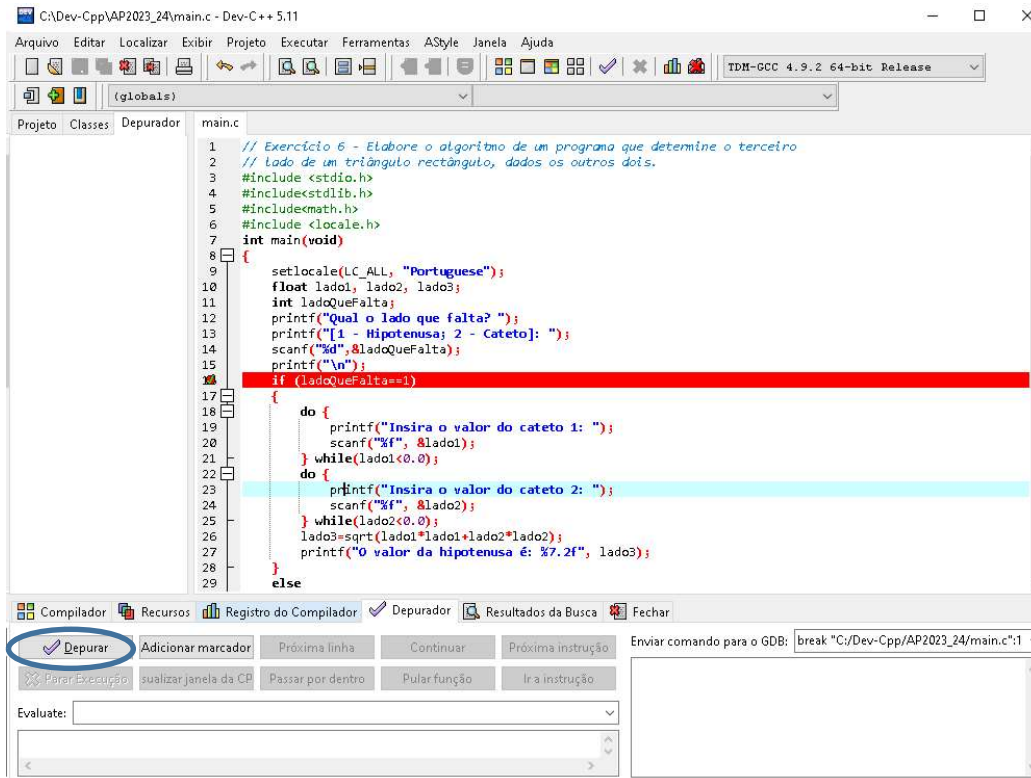 C:\Dev-Cpp\AP2023_24\main.c - Dev-C++ 5.11
Arquivo Editar Localizar Exibir Projeto Executar Ferramentas AStyle Janela Ajuda
TDM-GCC 4.9.2 64-bit Release
(globals)
Projeto Classes Depurador main.c
1 // Exercício 6 - Elabore o algoritmo de um programa que determine o terceiro
2 // lado de um triângulo rectângulo, dados os outros dois.
3 #include <stdio.h>
4 #include<stdlib.h>
5 #include<math.h>
6 #include <locale.h>
7 int main(void)
8 {
9 setlocale(LC_ALL, "Portuguese");
10 float lado1, lado2, lado3;
11 int ladoQueFalta;
12 printf("Qual o lado que falta? ");
13 printf("[1 - Hipotenusa; 2 - Cateto]: ");
14 scanf("%d",&ladoQueFalta);
15 printf("\n");
if (ladoQueFalta==1)
17 {
18 do {
19 printf("Insira o valor do cateto 1: ");
20 scanf("%f", &lado1);
21 } while(lado1<0.0);
22 do {
23 printf("Insira o valor do cateto 2: ");
24 scanf("%f", &lado2);
25 } while(lado2<0.0);
26 lado3=sqrt(lado1*lado1+lado2*lado2);
27 printf("O valor da hipotenusa é: %7.2f", lado3);
28 }
29 else
Compilador Recursos Registro do Compilador Depurador Resultados da Busca Fechar
Depurar Adicionar marcador Próxima linha Continuar Próxima instrução Enviar comando para o GDB: break "C:/Dev-Cpp/AP2023_24/main.c":1
Parar Execução sualizar janela da CP Passar por dentro Pular função Ir a instrução
Evaluate: